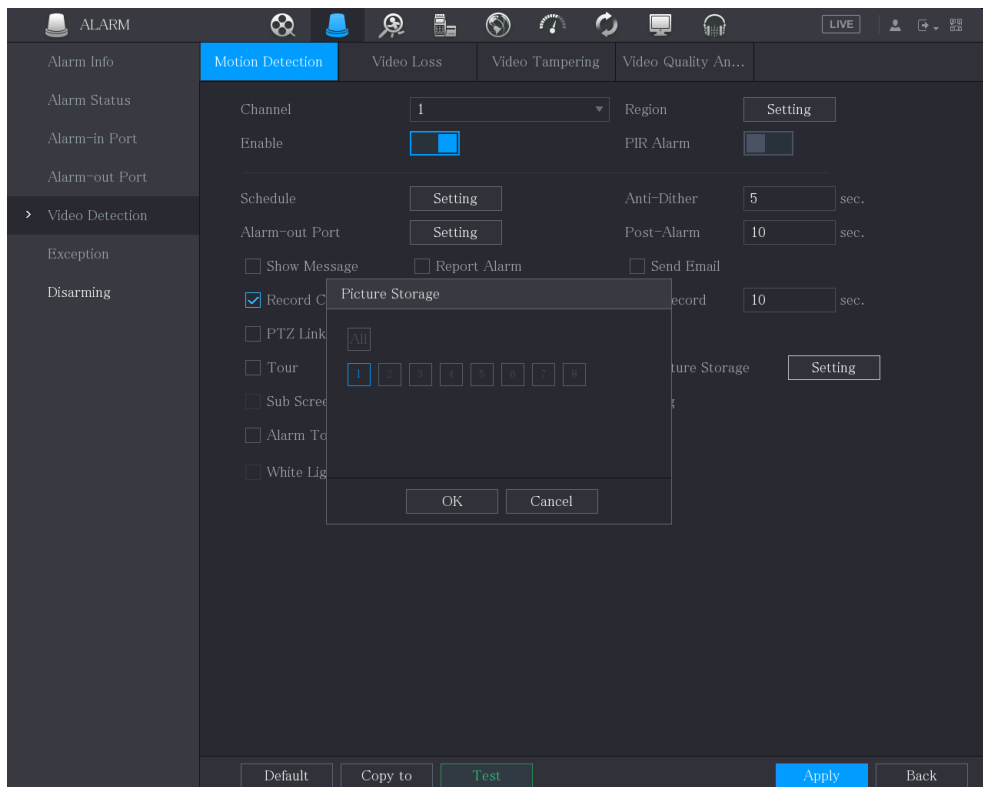 ALARM
LIVE
Alarm Info
Alarm Status
Alarm-in Port
Alarm-out Port
Video Detection
Exception
Disarming
Motion Detection
Video Loss
Video Tampering
Video Quality An...
Channel 1 Region Setting
Enable PIR Alarm
Schedule Setting Anti-Dither 5 sec.
Alarm-out Port Setting Post-Alarm 10 sec.
Show Message Report Alarm Send Email
Record C ecord 10 sec.
PTZ Link
Tour ture Storage Setting
Sub Scree g
Alarm To
White Lig
Picture Storage
All
1 2 3 4 5 6 7 8
OK Cancel
Default Copy to Test Apply Back